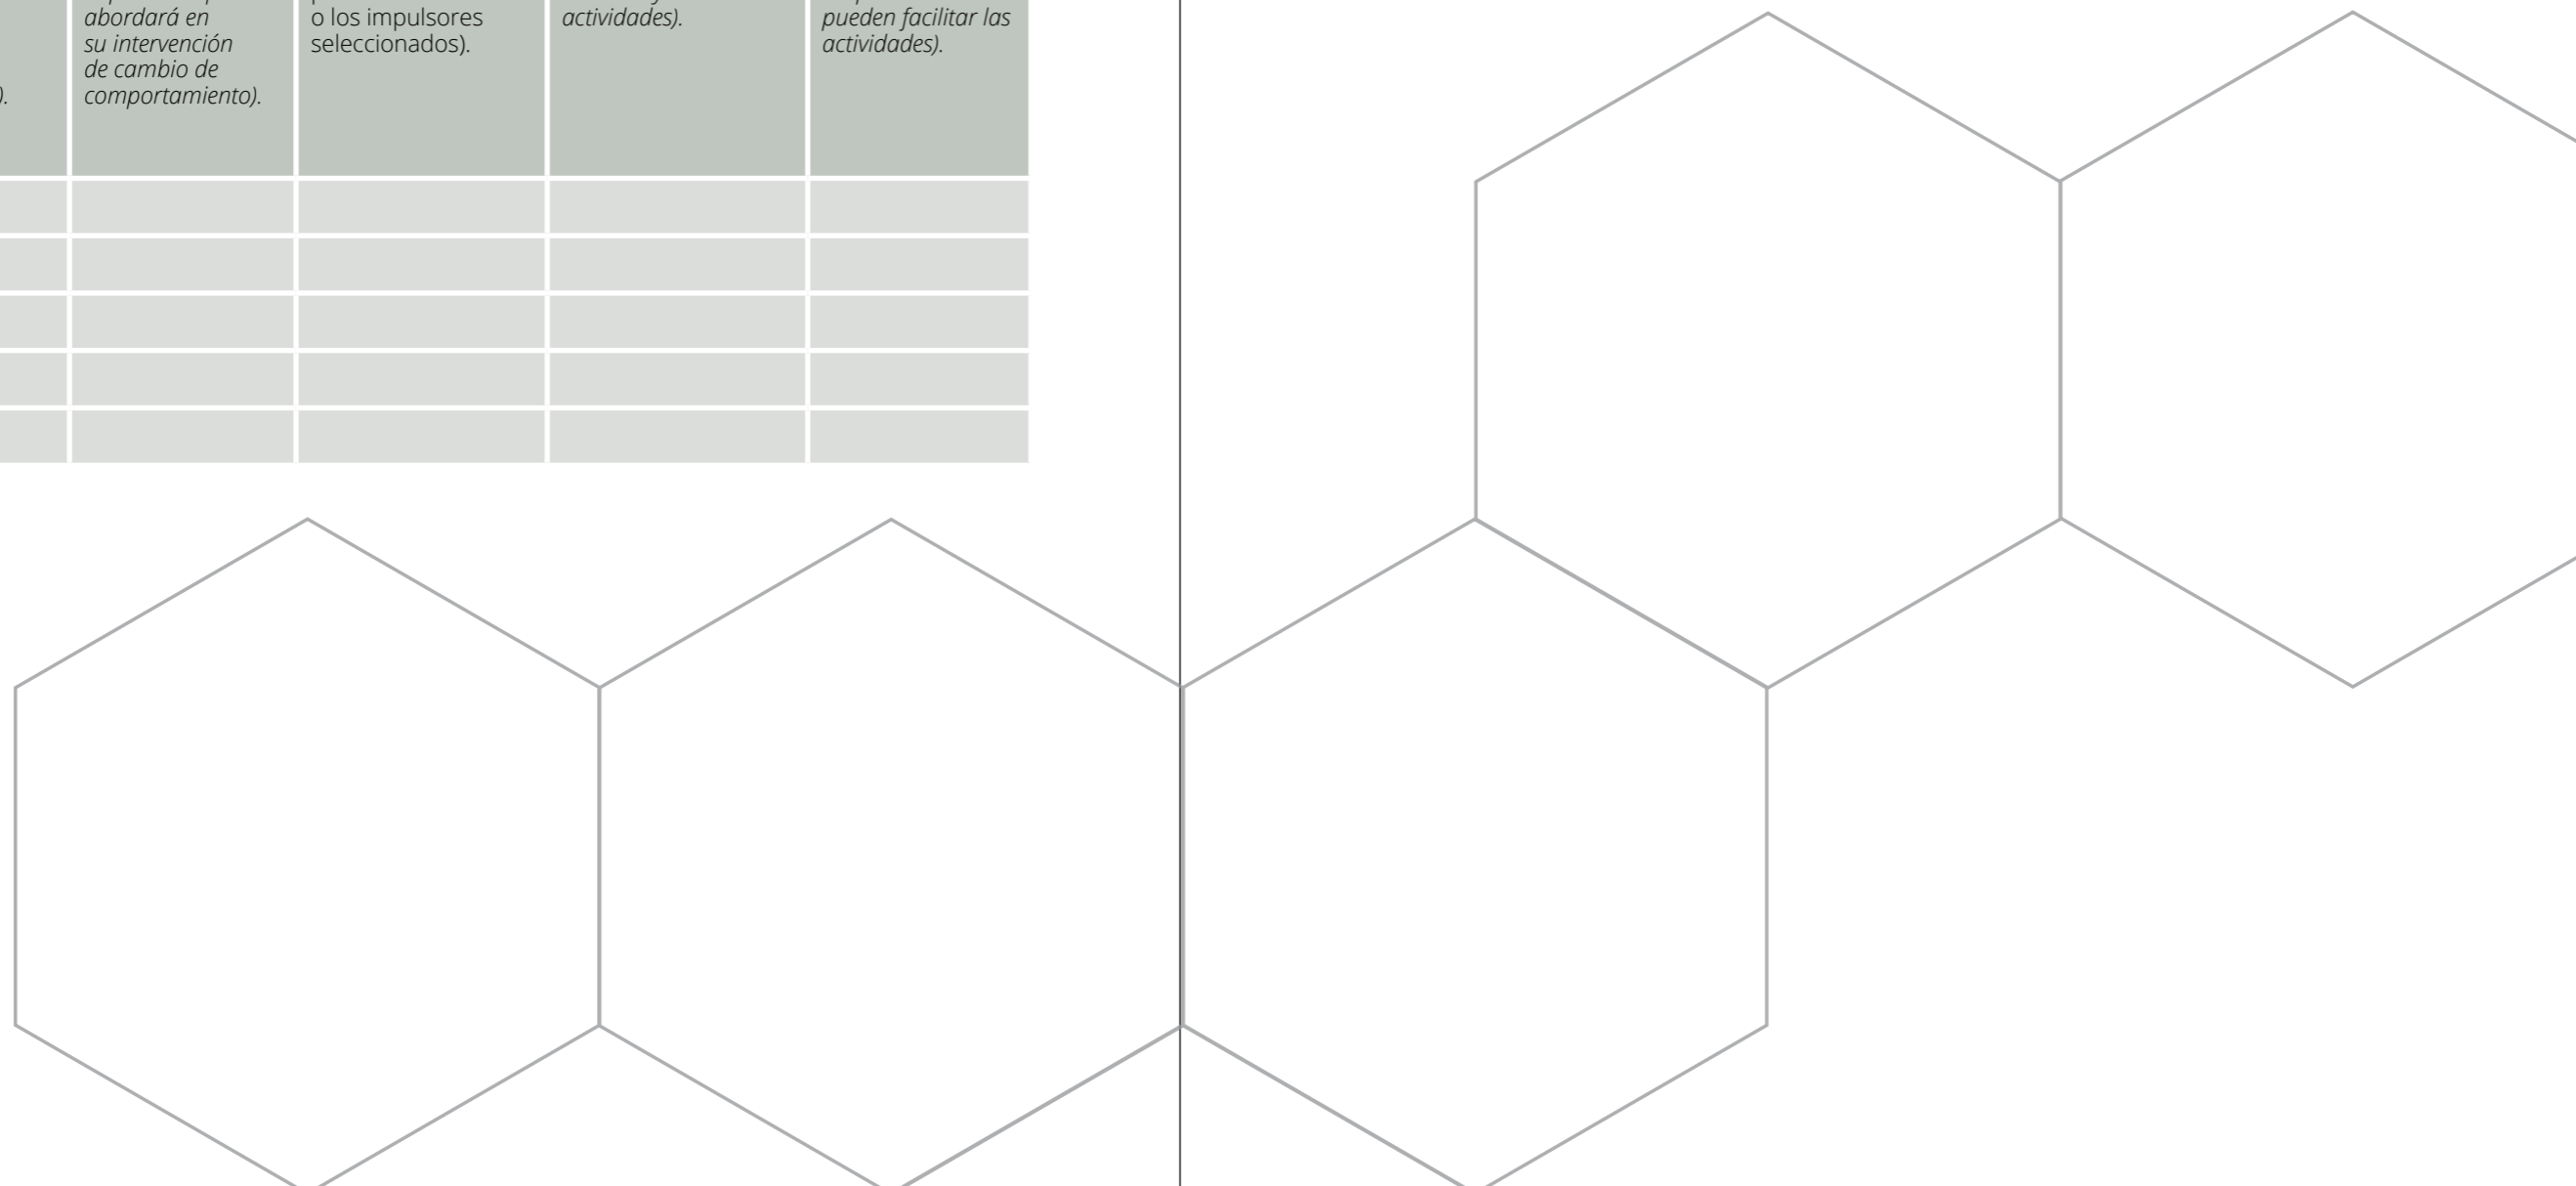 ).
abordará en
su intervención
de cambio de
comportamiento).
o los impulsores
seleccionados).
actividades).
pueden facilitar las
actividades).